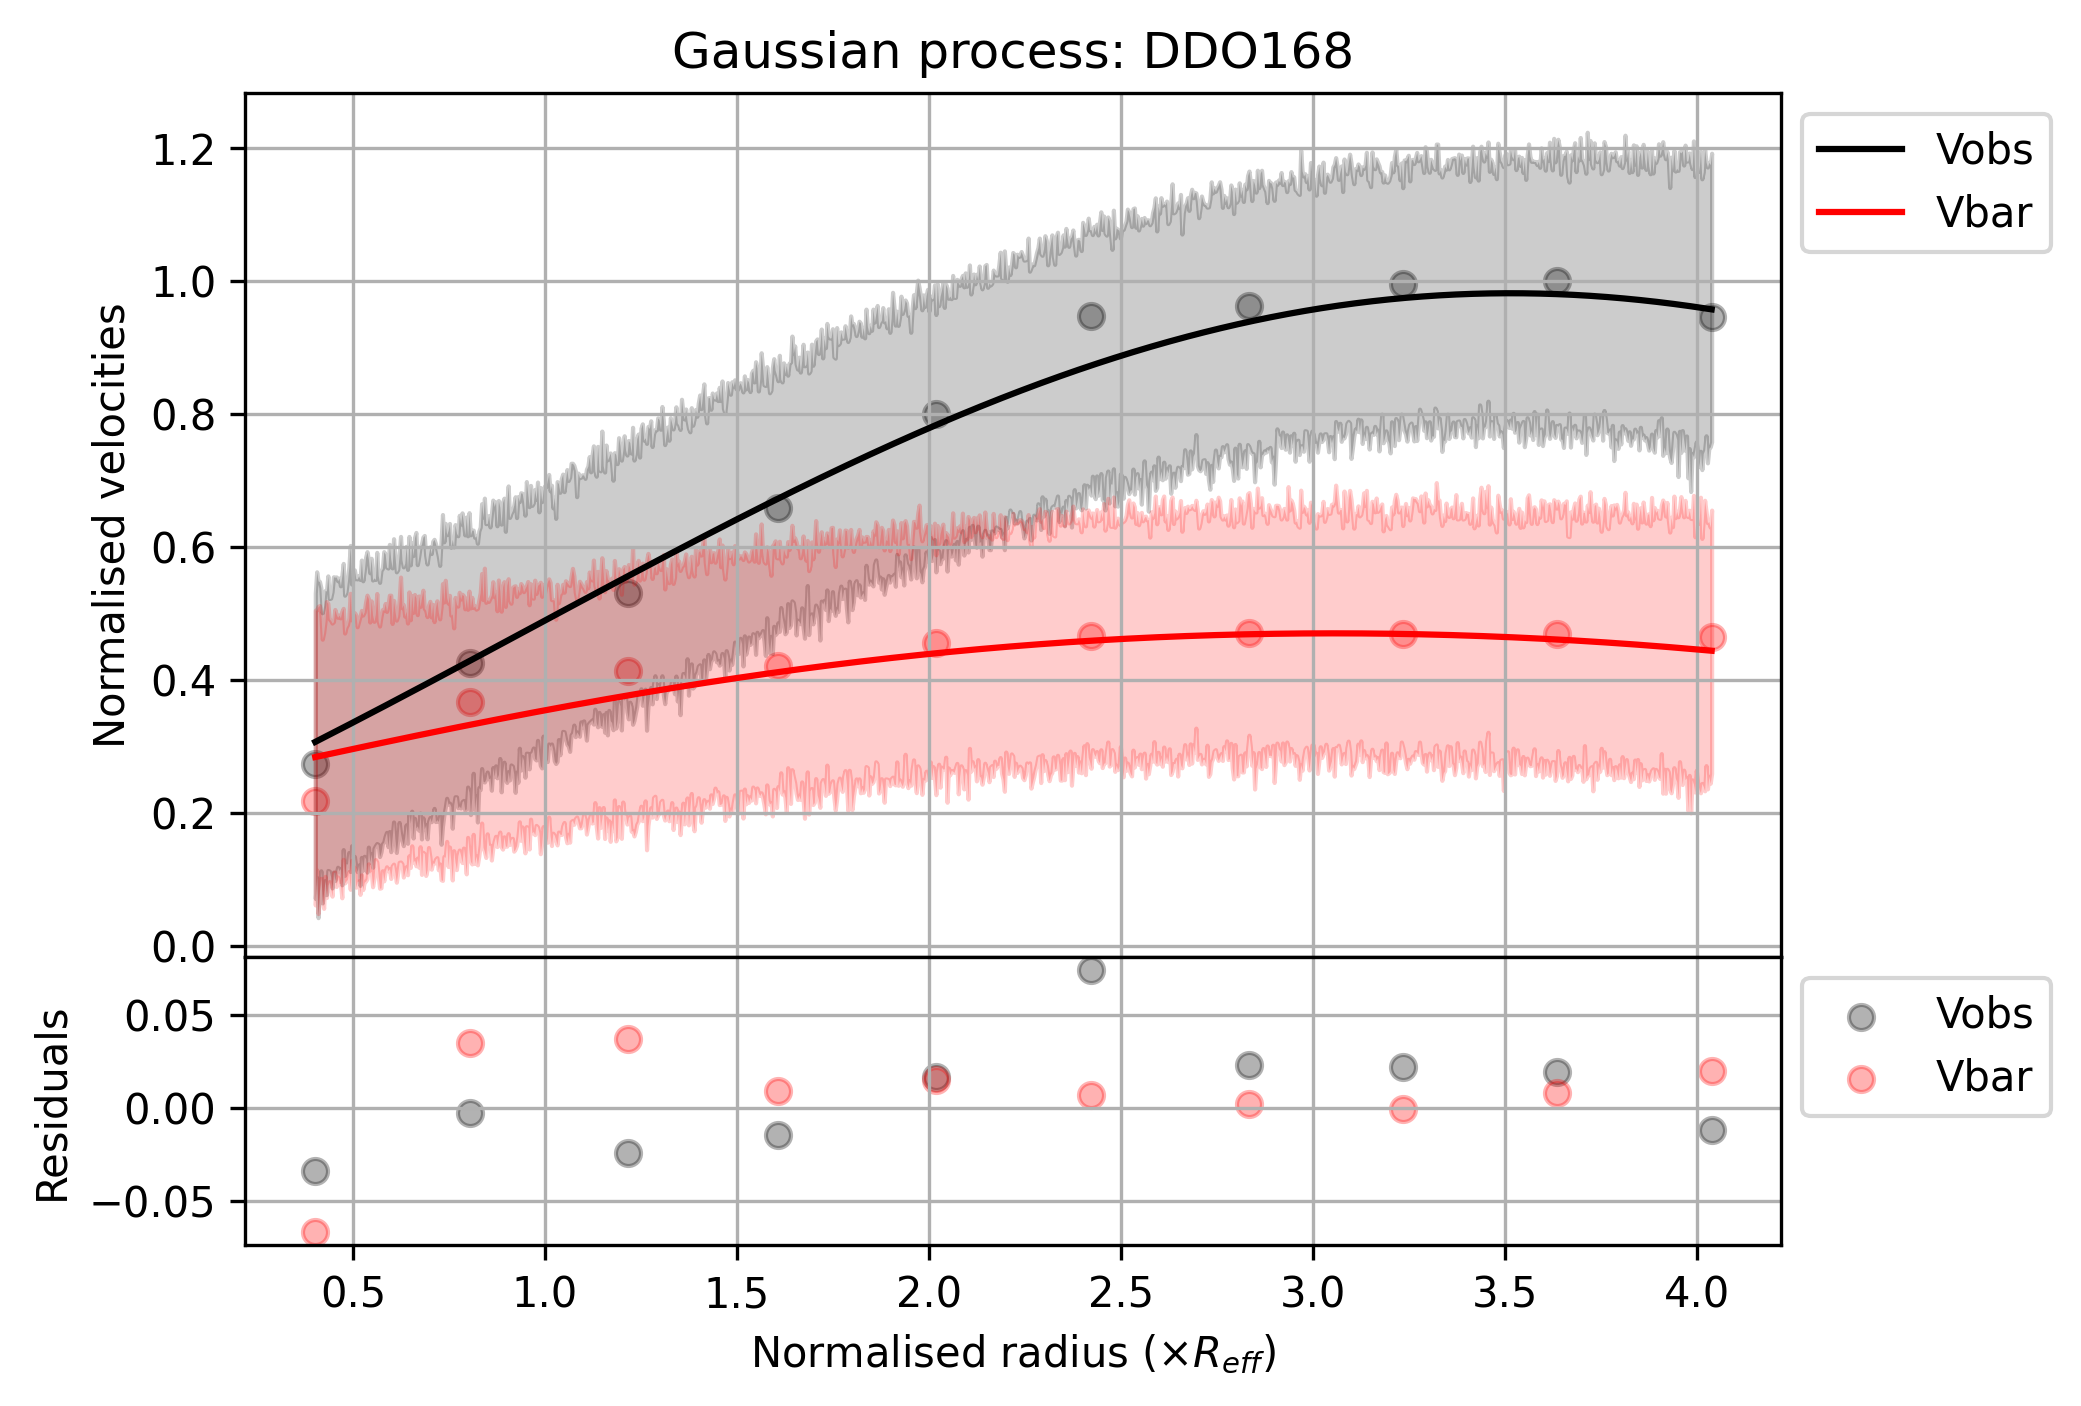 Gaussian process: DDO168
Normalised velocities
1.2
1.0
0.8
0.6
0.4
0.2
0.0
Vobs
Vbar
Residuals
0.05
0.00
−0.05
Vobs
Vbar
0.5 1.0 1.5 2.0 2.5 3.0 3.5 4.0
Normalised radius (×R_eff)